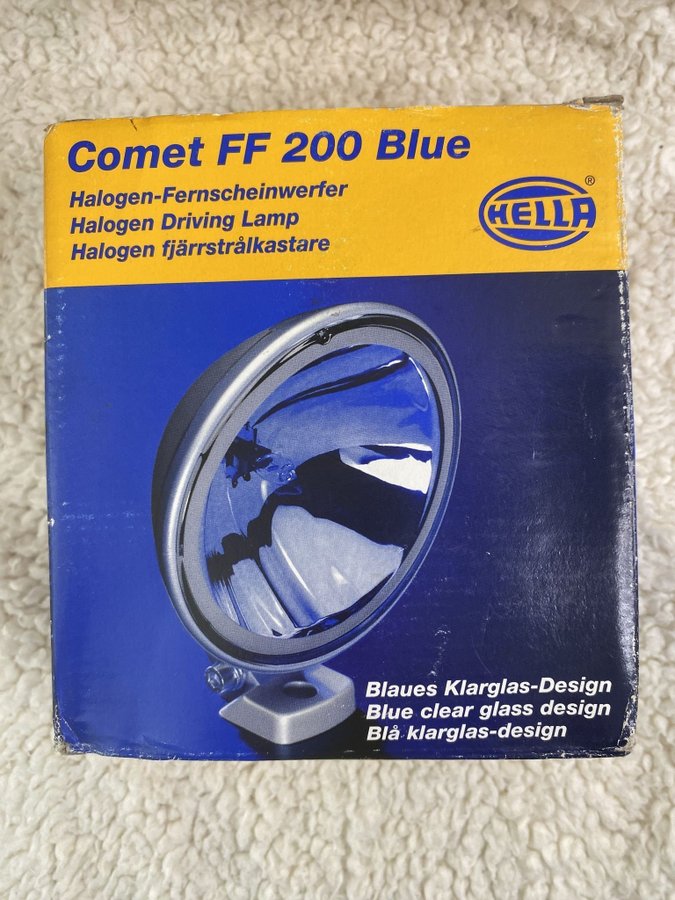 Comet FF 200 Blue
Halogen-Fernscheinwerfer
Halogen Driving Lamp
Halogen fjärrstrålkastare
HELLA ®
Blaues Klarglas-Design
Blue clear glass design
Blå klarglas-design